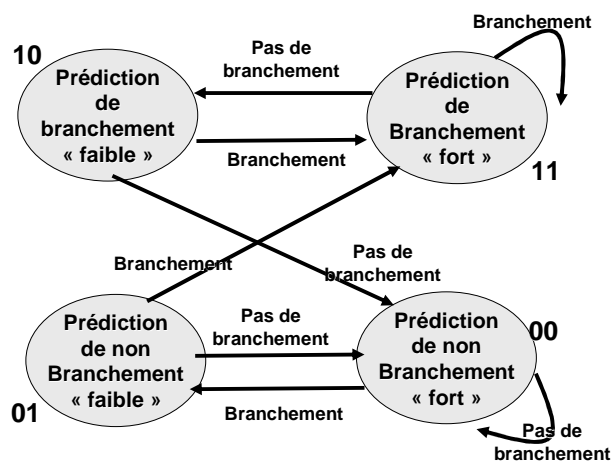 Branchement
10
Prédiction
de
branchement
« faible »
Pas de
branchement
Branchement
Prédiction
de
Branchement
« fort »
11
Branchement
Pas de
branchement
Prédiction
de non
Branchement
« faible »
01
Pas de
branchement
Branchement
Prédiction
de non
Branchement
« fort »
00
Pas de
branchement